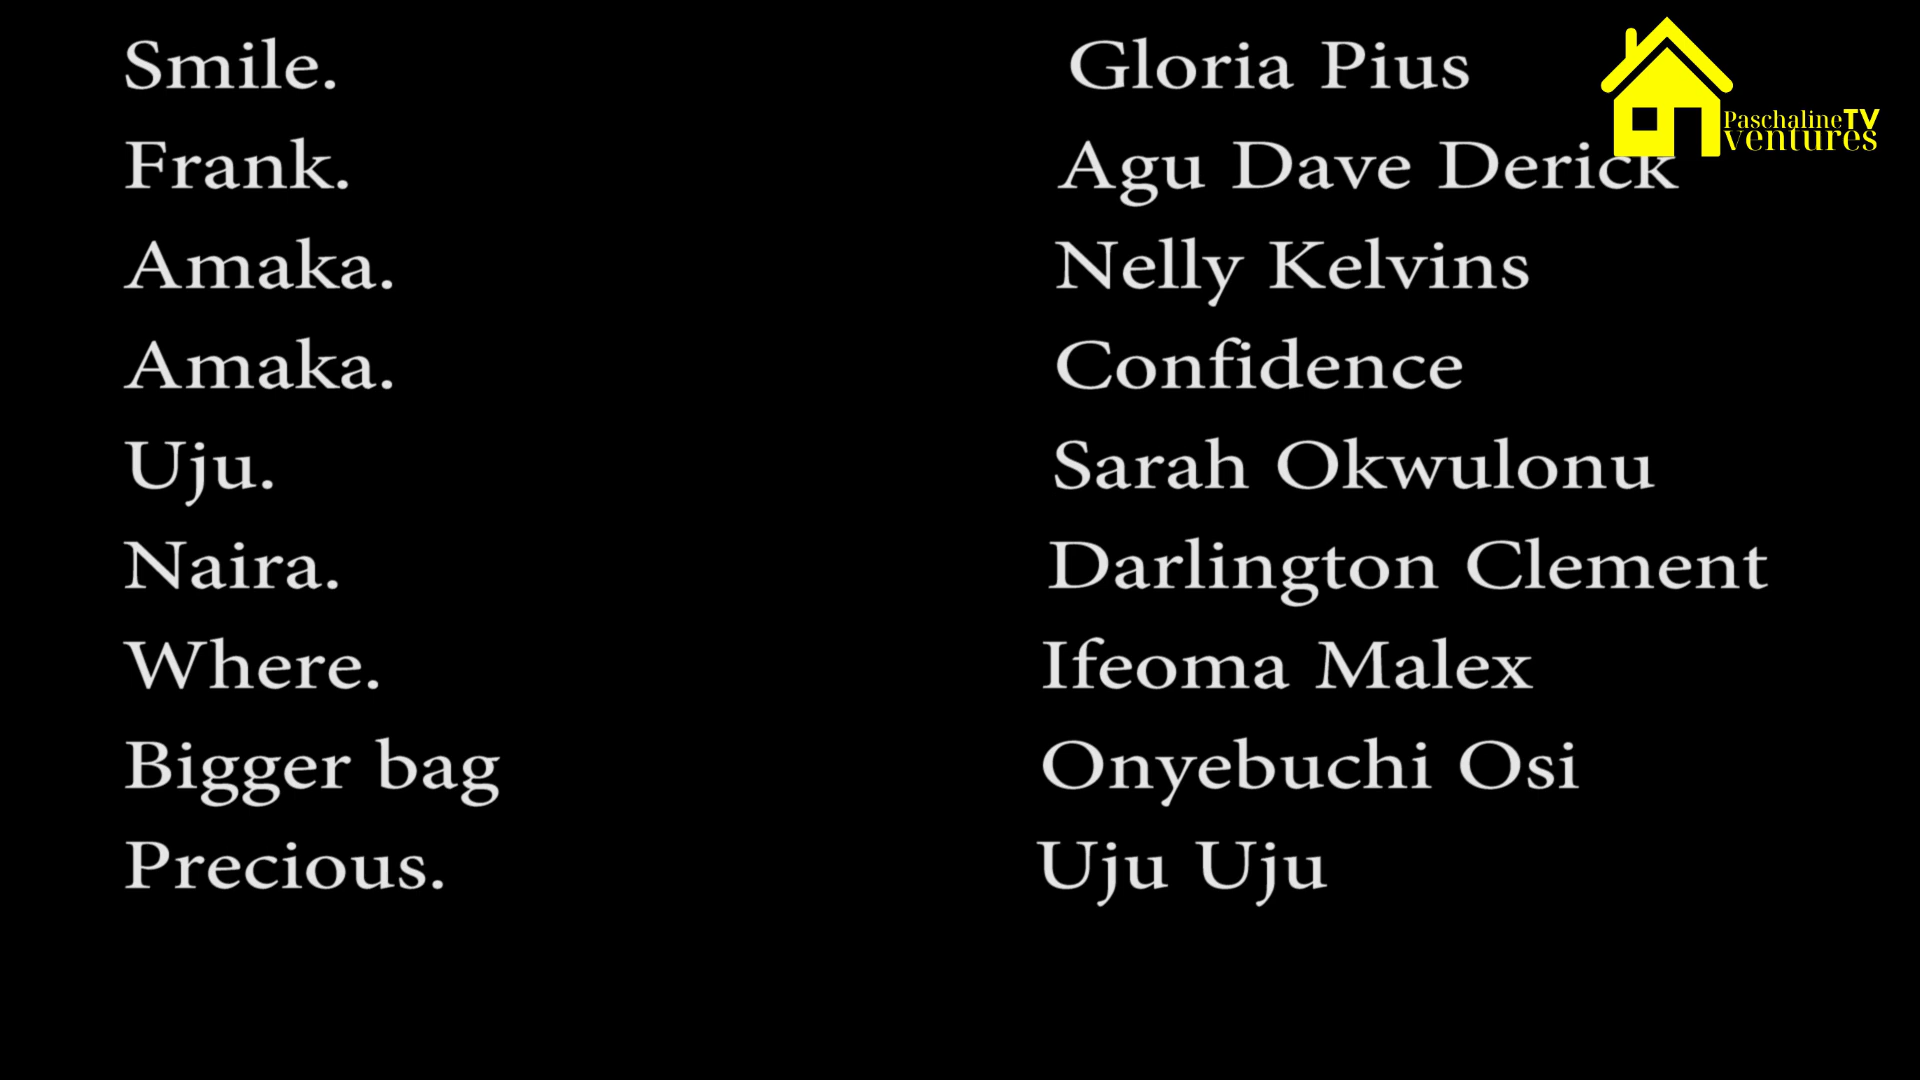 Smile. Gloria Pius
Frank. Agu Dave Derick
Amaka. Nelly Kelvins
Amaka. Confidence
Uju. Sarah Okwulonu
Naira. Darlington Clement
Where. Ifeoma Malex
Bigger bag Onyebuchi Osi
Precious. Uju Uju
PaschalineTV
ventures